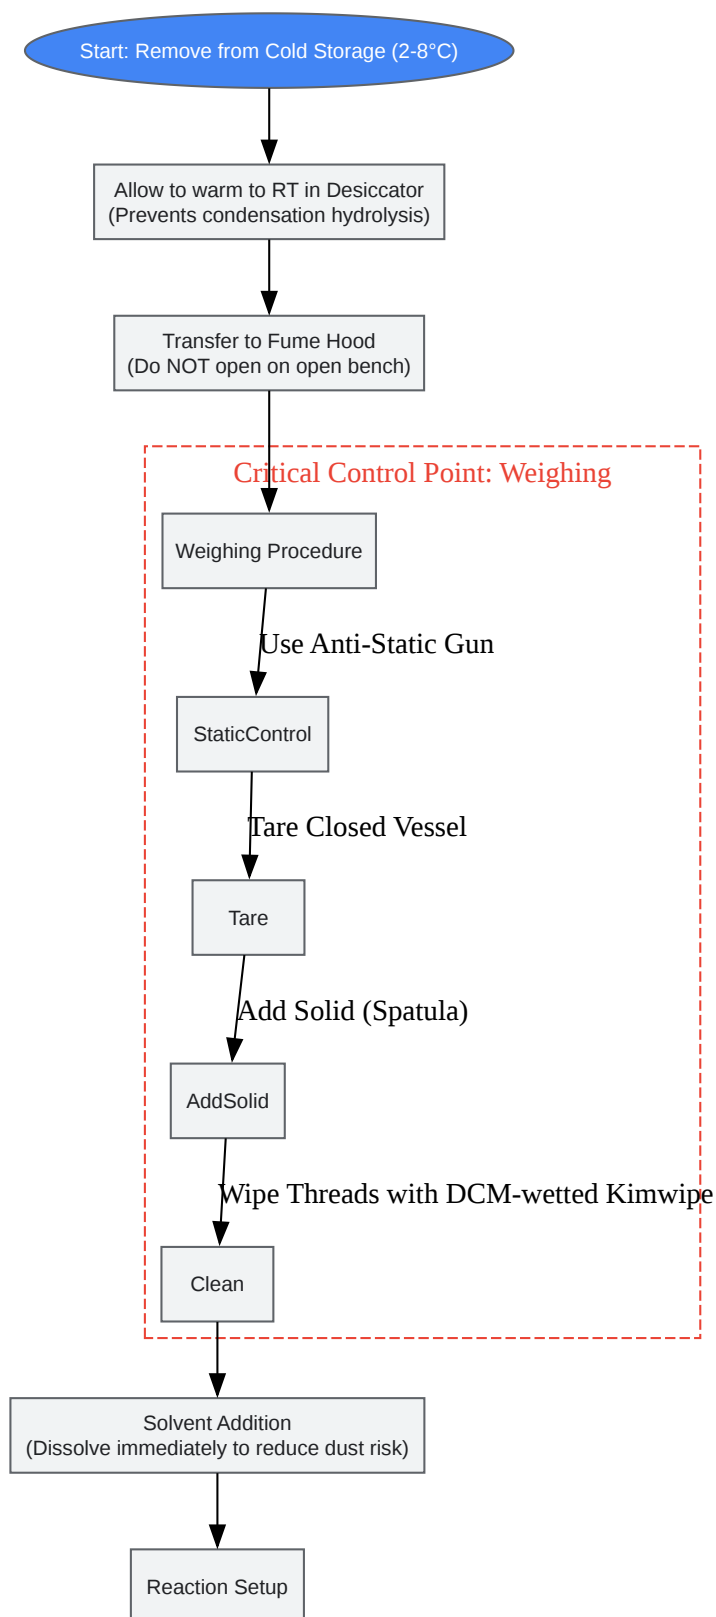 Start: Remove from Cold Storage (2-8°C)
Allow to warm to RT in Desiccator
(Prevents condensation hydrolysis)
Transfer to Fume Hood
(Do NOT open on open bench)
Critical Control Point: Weighing
Weighing Procedure
Use Anti-Static Gun
StaticControl
Tare Closed Vessel
Tare
Add Solid (Spatula)
AddSolid
Wipe Threads with DCM-wetted Kimwipe
Clean
Solvent Addition
(Dissolve immediately to reduce dust risk)
Reaction Setup